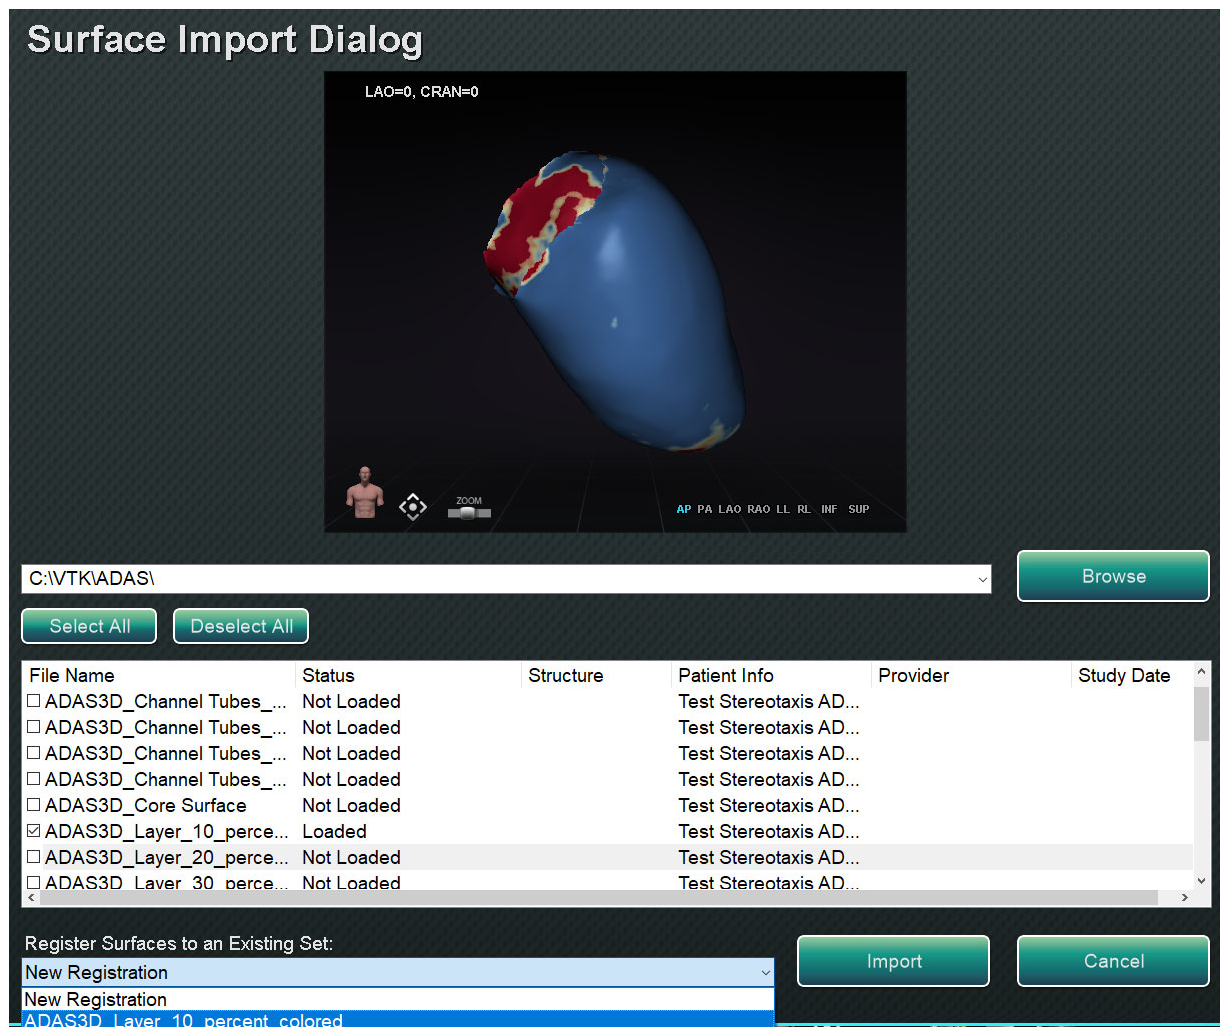 Surface Import Dialog
LAO=0, CRAN=0
ZOOM
AP PA LAO RAO LL RL INF SUP
C:\VTK\ADAS\
Browse
Select All Deselect All
File Name Status Structure Patient Info Provider Study Date
ADAS3D_Channel Tubes_... Not Loaded Test Stereotaxis AD...
ADAS3D_Channel Tubes_... Not Loaded Test Stereotaxis AD...
ADAS3D_Channel Tubes_... Not Loaded Test Stereotaxis AD...
ADAS3D_Channel Tubes_... Not Loaded Test Stereotaxis AD...
ADAS3D_Core Surface Not Loaded Test Stereotaxis AD...
ADAS3D_Layer_10_perce... Loaded Test Stereotaxis AD...
ADAS3D_Layer_20_perce... Not Loaded Test Stereotaxis AD...
ADAS3D_Layer_30_perce... Not Loaded Test Stereotaxis AD...
Register Surfaces to an Existing Set:
New Registration
Import
Cancel
New Registration
ADAS3D_Layer_10_percent_colored